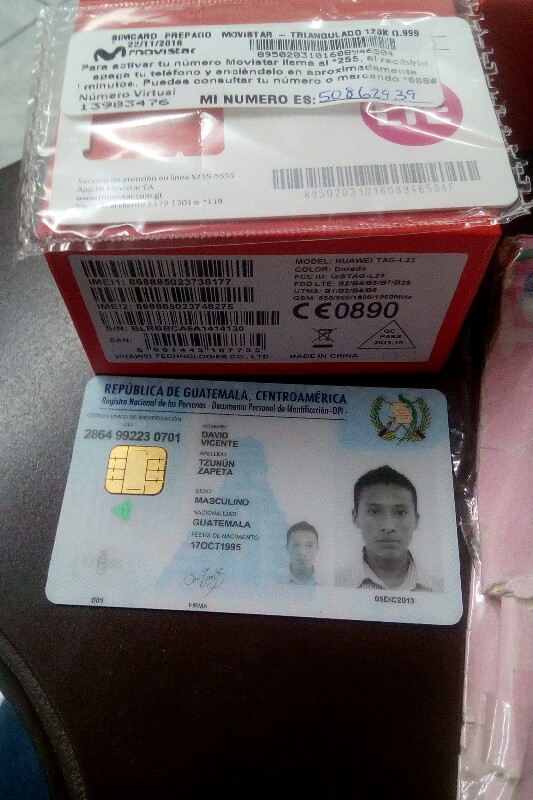 SIMCARD PREPAGO MOVISTAR - TRIANGULADO 128K Q.999
22/11/2016
movistar
8950203101608846504
F
Para activar tu número Movistar llama al *255, al recibirlo
apaga tu teléfono y enciéndelo en aproximadamente
minutos. Puedes consultar tu número o marcando *888#
Número Virtual
13983476
MI NUMERO ES: 50862939
Servicio de atención en línea 5255-5555
App Mi Movistar CA
www.movistar.com.gt
al cliente 2379-1301 o *119
8950203101608846504F
IMEI1: 868885023738177
IMEI2: 868885023748275
S/N:
EAN:
6 901443 107735
HUAWEI TECHNOLOGIES CO., LTD.
MODEL: HUAWEI TAG-L23
COLOR: Dorado
FCC ID: QISTAG-L23
FDD LTE: B2/B4/B5/B7/B28
UTMS: B1/B2/B4/B5
GSM: 850/900/1800/1900MHz
CE0890
QC
PASS
2016.10
MADE IN CHINA
REPÚBLICA DE GUATEMALA, CENTROAMÉRICA
Registro Nacional de las Personas - Documento Personal de Identificación -DPI-
CÓDIGO ÚNICO DE IDENTIFICACIÓN
CUI
2864 99223 0701
NOMBRE:
DAVID
VICENTE
APELLIDO
TZUNÚN
ZAPETA
SEXO
MASCULINO
NACIONALIDAD:
GUATEMALA
FECHA DE NACIMIENTO:
17OCT1995
001
FIRMA
05DIC2013